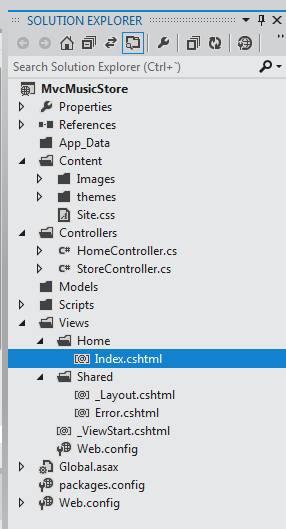 SOLUTION EXPLORER
Search Solution Explorer (Ctrl+`)
MvcMusicStore
Properties
References
App_Data
Content
Images
themes
Site.css
Controllers
C# HomeController.cs
C# StoreController.cs
Models
Scripts
Views
Home
[@] Index.cshtml
Shared
[@] _Layout.cshtml
[@] Error.cshtml
[@] _ViewStart.cshtml
Web.config
Global.asax
packages.config
Web.config